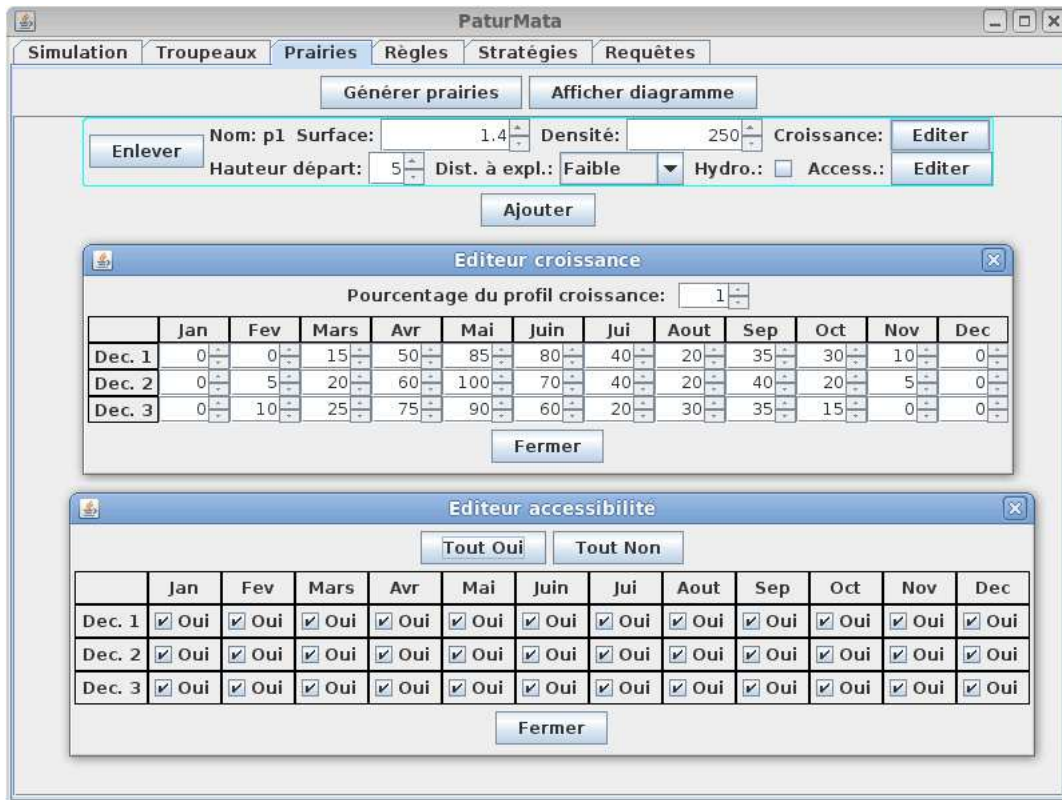 PaturMata
Simulation Troupeaux Prairies Règles Stratégies Requêtes
Générer prairies Afficher diagramme
Enlever
Nom: p1 Surface: 1.4 Densité: 250 Croissance: Editer
Hauteur départ: 5 Dist. à expl.: Faible Hydro.: Access.: Editer
Ajouter
Editeur croissance
Pourcentage du profil croissance: 1
Jan Fev Mars Avr Mai Juin Jui Aout Sep Oct Nov Dec
Dec. 1 0 0 15 50 85 80 40 20 35 30 10 0
Dec. 2 0 5 20 60 100 70 40 20 40 20 5 0
Dec. 3 0 10 25 75 90 60 20 30 35 15 0 0
Fermer
Editeur accessibilité
Tout Oui Tout Non
Jan Fev Mars Avr Mai Juin Jui Aout Sep Oct Nov Dec
Dec. 1 Oui Oui Oui Oui Oui Oui Oui Oui Oui Oui Oui Oui
Dec. 2 Oui Oui Oui Oui Oui Oui Oui Oui Oui Oui Oui Oui
Dec. 3 Oui Oui Oui Oui Oui Oui Oui Oui Oui Oui Oui Oui
Fermer